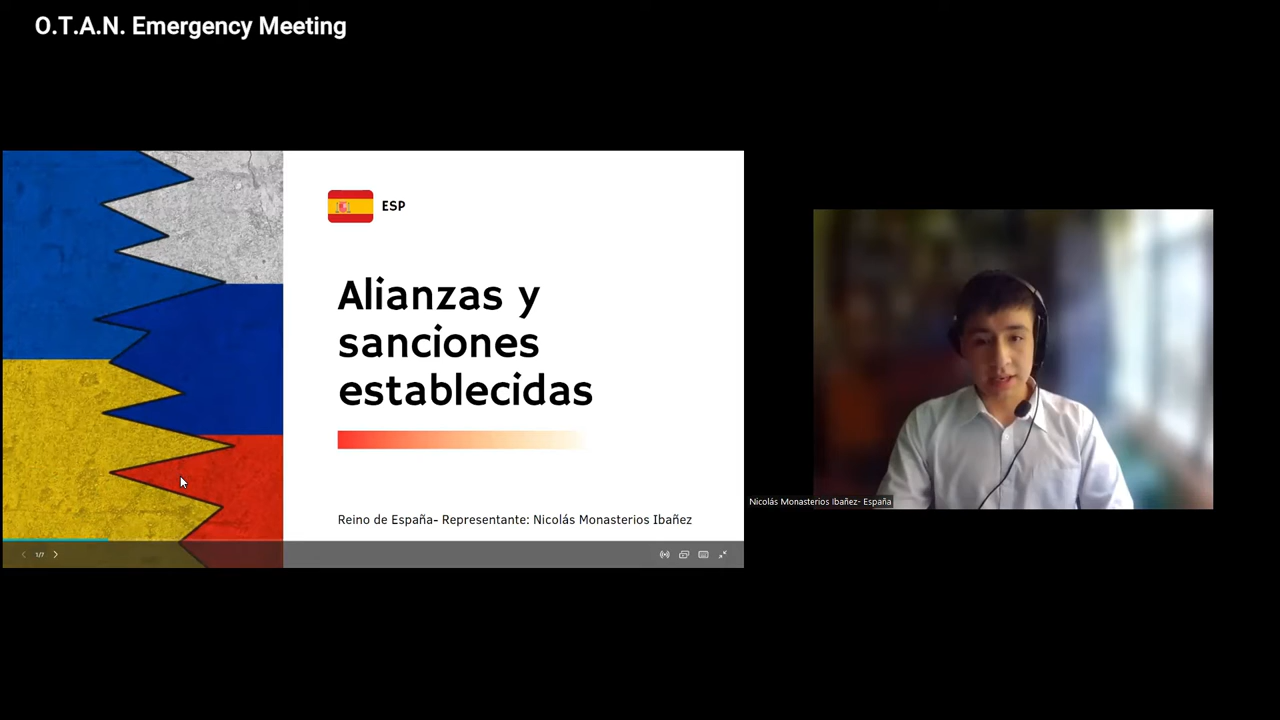 O.T.A.N. Emergency Meeting
ESP
Alianzas y
sanciones
establecidas
Reino de España- Representante: Nicolás Monasterios Ibañez
1/7
Nicolás Monasterios Ibañez- España